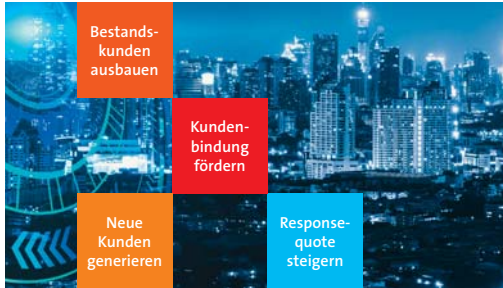 Bestands-
kunden
ausbauen
Kunden-
bindung
fördern
Neue
Kunden
generieren
Response-
quote
steigern